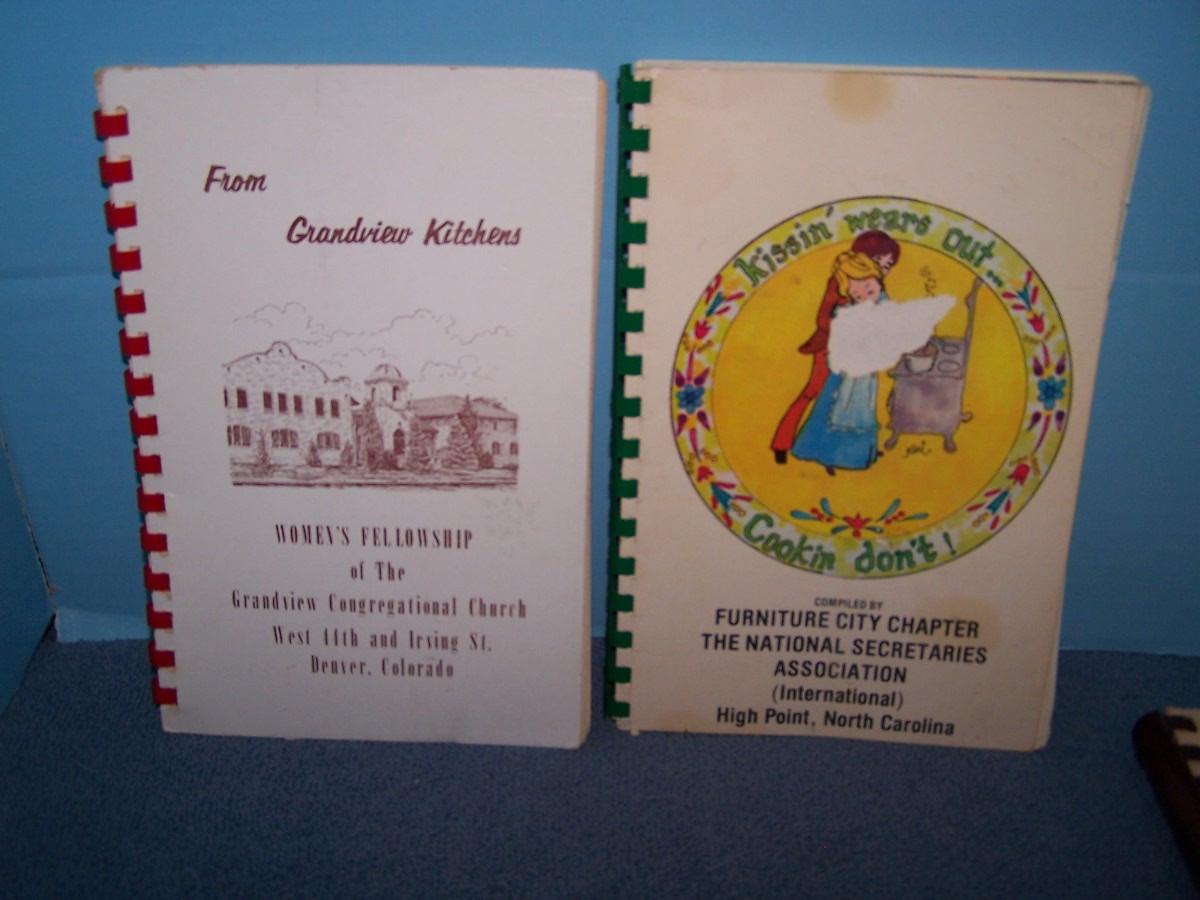 From
Grandview Kitchens
WOMEN'S FELLOWSHIP
of The
Grandview Congregational Church
West 44th and Irving St.
Denver, Colorado
kissin' wears out...
Cookin don't!
COMPILED BY
FURNITURE CITY CHAPTER
THE NATIONAL SECRETARIES
ASSOCIATION
(International)
High Point, North Carolina